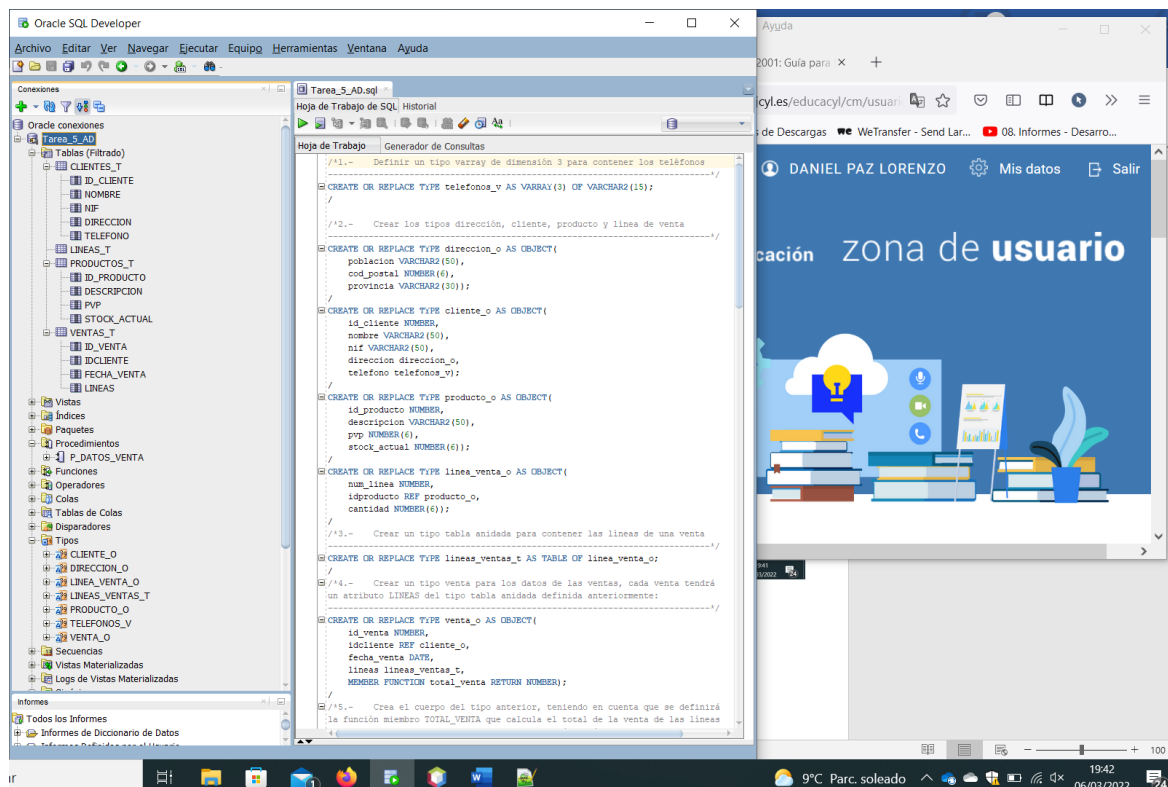 Oracle SQL Developer
Archivo Editar Ver Navegar Ejecutar Equipo Herramientas Ventana Ayuda
Conexiones
Oracle conexiones
Tarea_5_AD
Tablas (Filtrado)
CLIENTES_T
ID_CLIENTE
NOMBRE
NIF
DIRECCION
TELEFONO
LINEAS_T
PRODUCTOS_T
ID_PRODUCTO
DESCRIPCION
PVP
STOCK_ACTUAL
VENTAS_T
ID_VENTA
IDCLIENTE
FECHA_VENTA
LINEAS
Vistas
Índices
Paquetes
Procedimientos
P_DATOS_VENTA
Funciones
Operadores
Colas
Tablas de Colas
Disparadores
Tipos
CLIENTE_O
DIRECCION_O
LINEA_VENTA_O
LINEAS_VENTAS_T
PRODUCTO_O
TELEFONOS_V
VENTA_O
Secuencias
Vistas Materializadas
Logs de Vistas Materializadas
Informes
Todos los Informes
Informes de Diccionario de Datos
Tarea_5_AD.sql
Hoja de Trabajo de SQL Historial
Hoja de Trabajo Generador de Consultas
/*1.- Definir un tipo varray de dimensión 3 para contener los teléfonos
----------------------------------------------------------------------*/
CREATE OR REPLACE TYPE telefonos_v AS VARRAY(3) OF VARCHAR2(15);
/
/*2.- Crear los tipos dirección, cliente, producto y linea de venta
----------------------------------------------------------------------*/
CREATE OR REPLACE TYPE direccion_o AS OBJECT(
poblacion VARCHAR2(50),
cod_postal NUMBER(6),
provincia VARCHAR2(30));
/
CREATE OR REPLACE TYPE cliente_o AS OBJECT(
id_cliente NUMBER,
nombre VARCHAR2(50),
nif VARCHAR2(50),
direccion direccion_o,
telefono telefonos_v);
/
CREATE OR REPLACE TYPE producto_o AS OBJECT(
id_producto NUMBER,
descripcion VARCHAR2(50),
pvp NUMBER(6),
stock_actual NUMBER(6));
/
CREATE OR REPLACE TYPE linea_venta_o AS OBJECT(
num_linea NUMBER,
idproducto REF producto_o,
cantidad NUMBER(6));
/
/*3.- Crear un tipo tabla anidada para contener las lineas de una venta
----------------------------------------------------------------------*/
CREATE OR REPLACE TYPE lineas_ventas_t AS TABLE OF linea_venta_o;
/
/*4.- Crear un tipo venta para los datos de las ventas, cada venta tendrá
un atributo LINEAS del tipo tabla anidada definida anteriormente:
----------------------------------------------------------------------*/
CREATE OR REPLACE TYPE venta_o AS OBJECT(
id_venta NUMBER,
idcliente REF cliente_o,
fecha_venta DATE,
lineas lineas_ventas_t,
MEMBER FUNCTION total_venta RETURN NUMBER);
/
/*5.- Crea el cuerpo del tipo anterior, teniendo en cuenta que se definirá
la función miembro TOTAL_VENTA que calcula el total de la venta de las líneas
Ayuda
2001: Guía para
icyl.es/educacyl/cm/usuari
de Descargas WeTransfer - Send Lar... 08. Informes - Desarro...
DANIEL PAZ LORENZO Mis datos Salir
cación zona de usuario
100
9°C Parc. soleado
19:42
06/03/2022